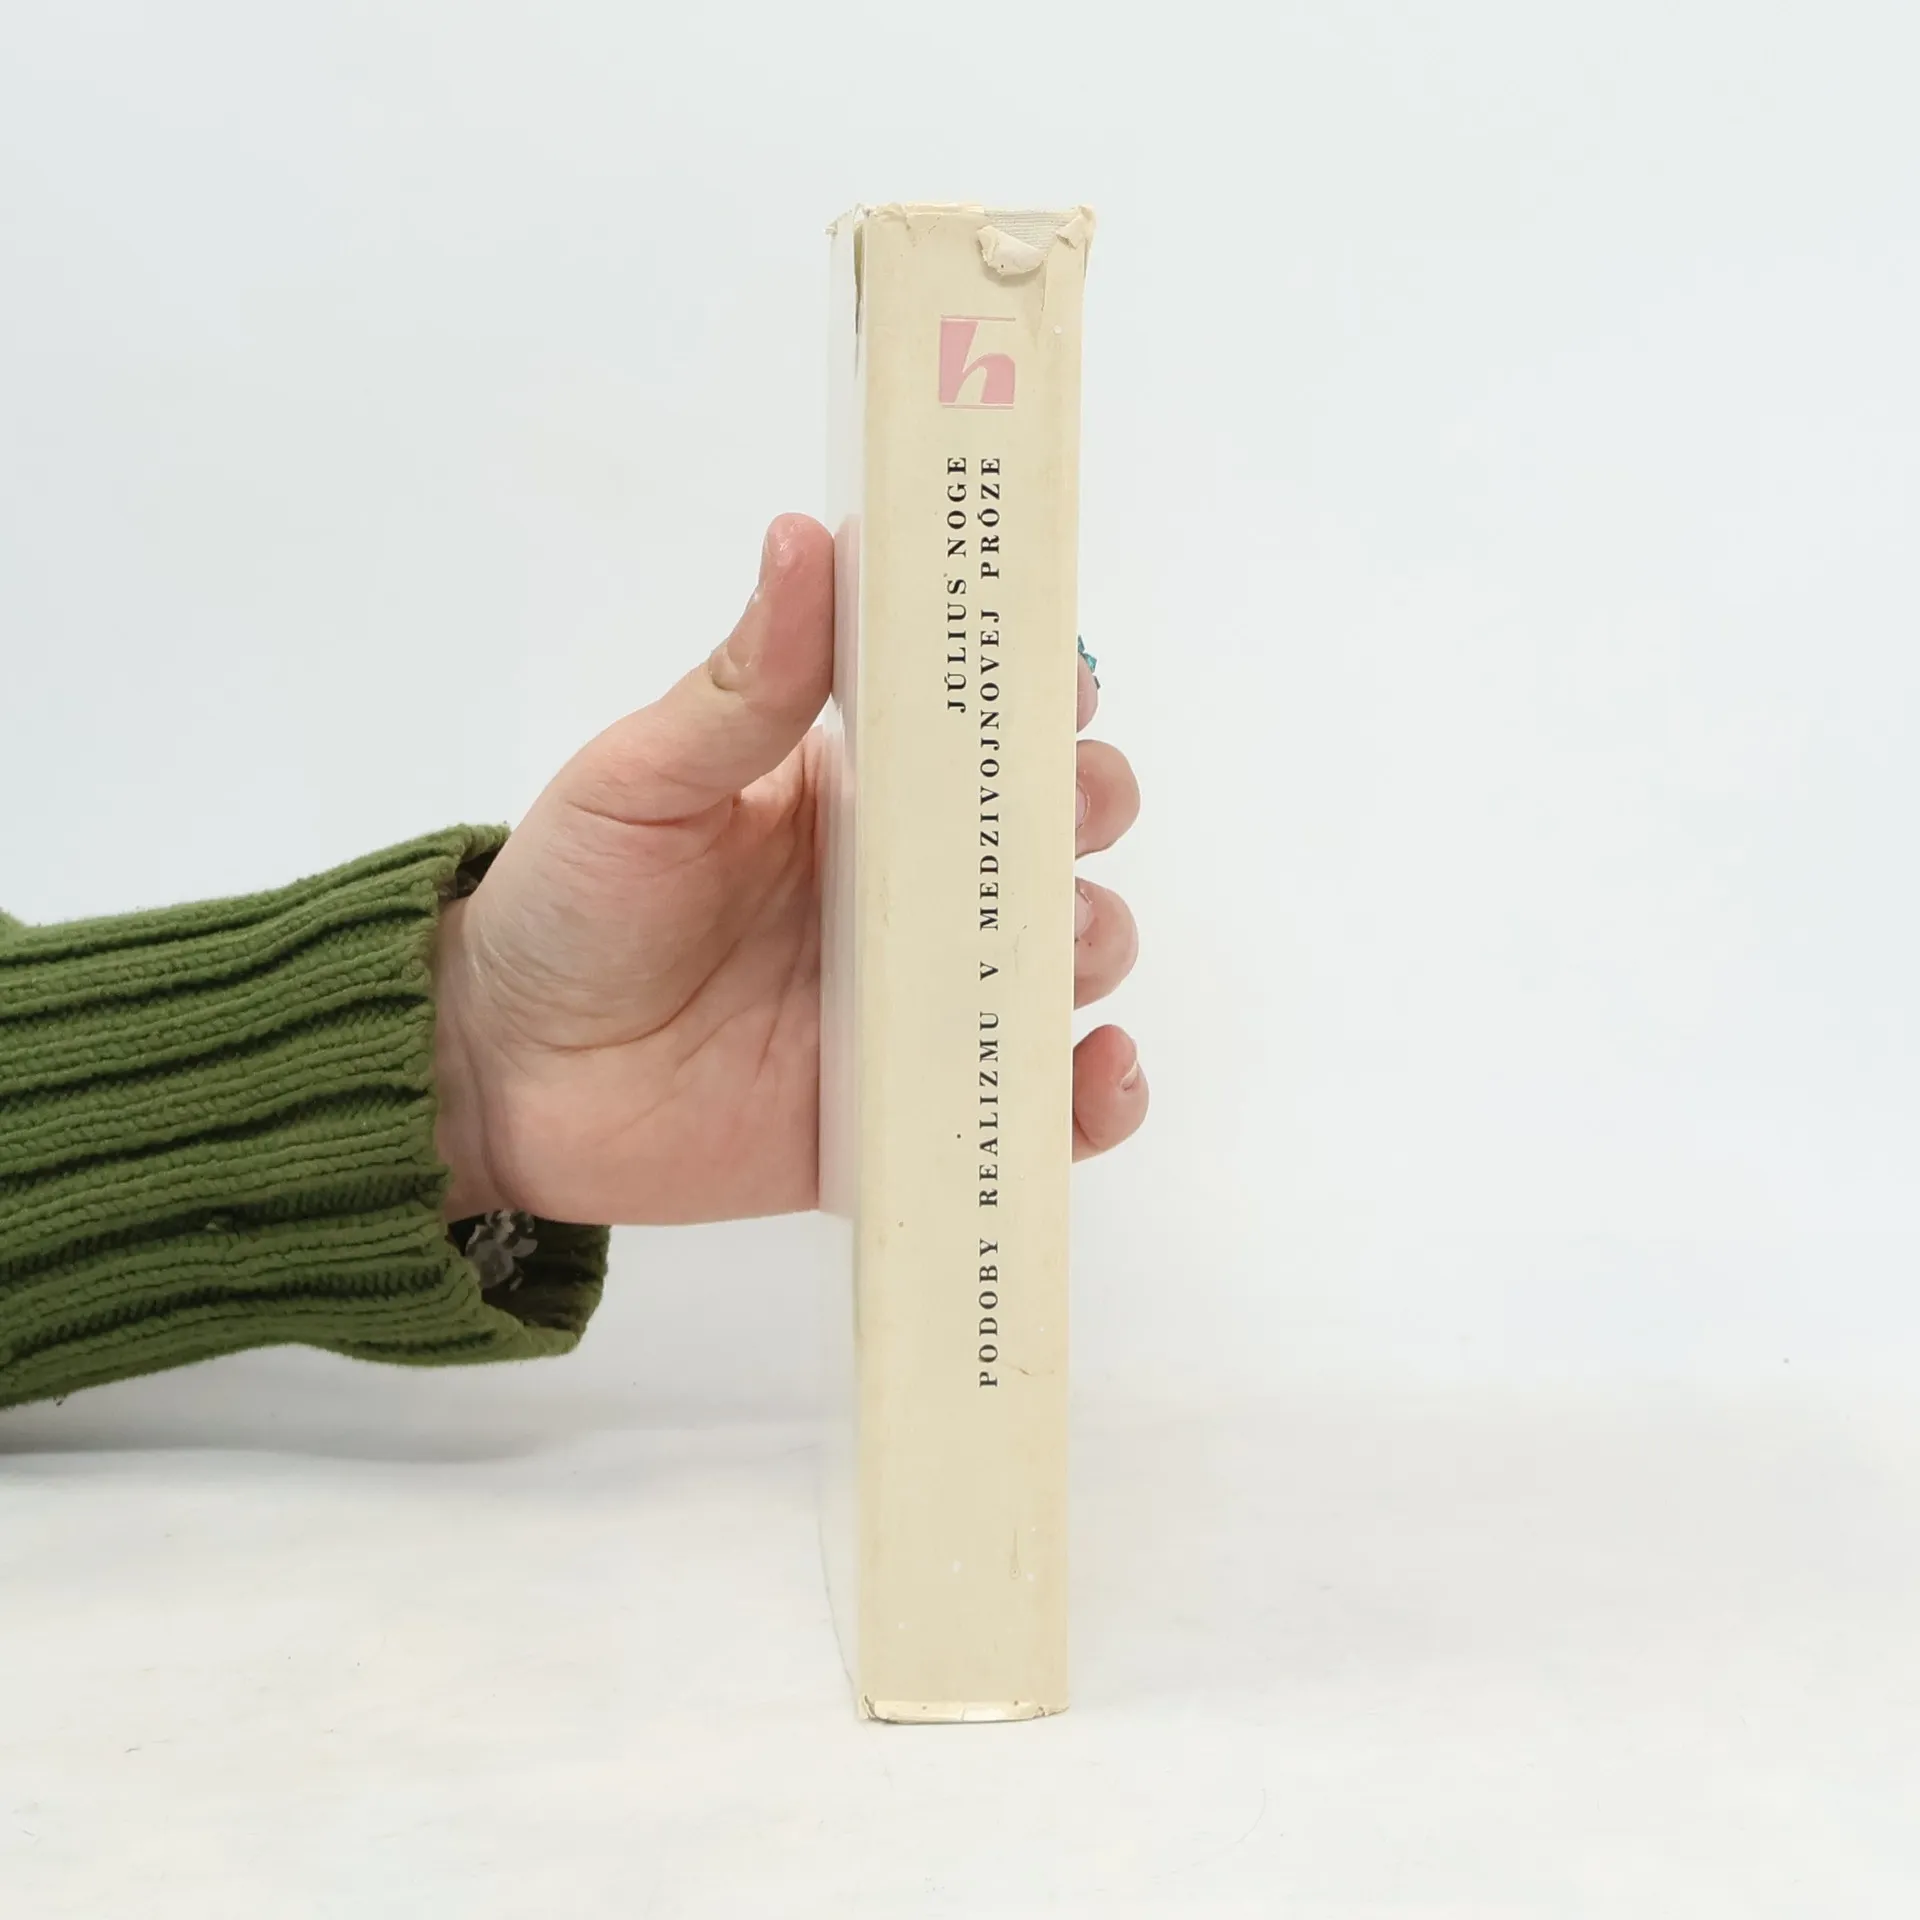 h
JÚLIUS NOGE
PODOBY REALIZMU V MEDZIVOJNOVEJ PRÓZE